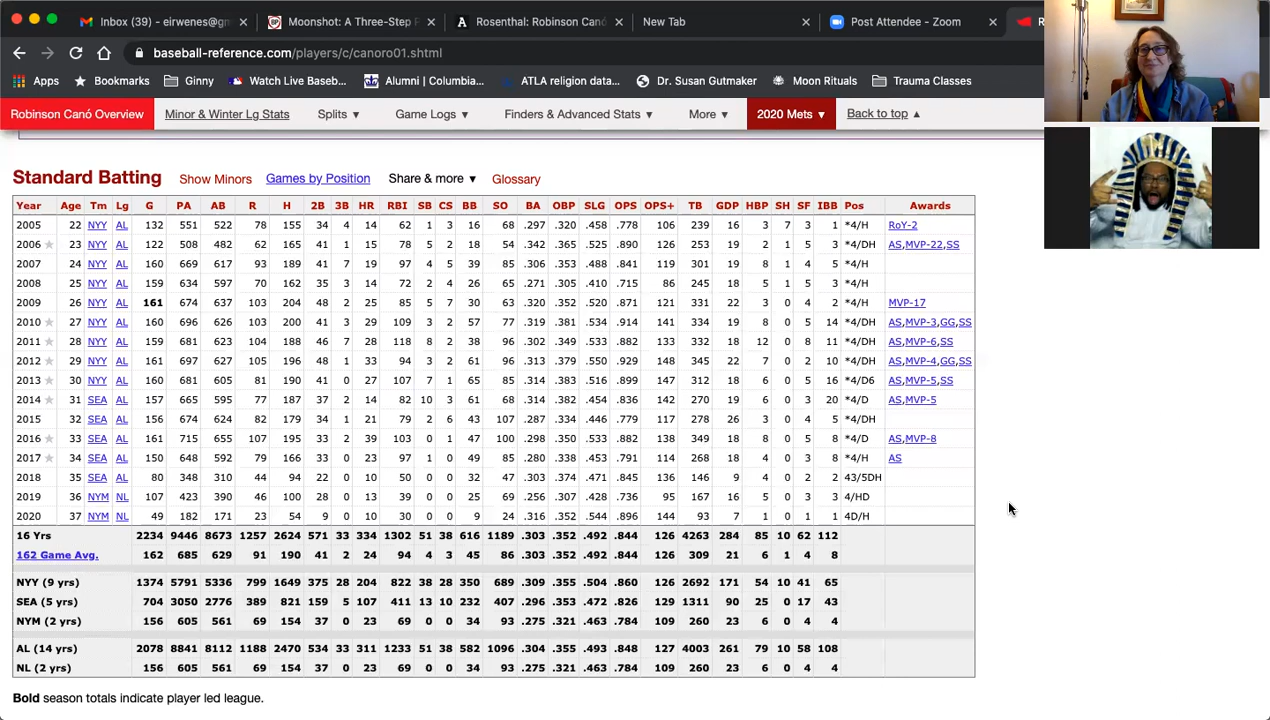 Inbox (39) - eirwenes@gm
Moonshot: A Three-Step F
Rosenthal: Robinson Canó
New Tab
Post Attendee - Zoom
baseball-reference.com/players/c/canoro01.shtml
Apps Bookmarks Ginny Watch Live Baseb... Alumni | Columbia... ATLA religion data... Dr. Susan Gutmaker Moon Rituals Trauma Classes
Robinson Canó Overview Minor & Winter Lg Stats Splits ▼ Game Logs ▼ Finders & Advanced Stats ▼ More ▼ 2020 Mets ▼ Back to top ▲
Standard Batting Show Minors Games by Position Share & more ▼ Glossary
Year Age Tm Lg G PA AB R H 2B 3B HR RBI SB CS BB SO BA OBP SLG OPS OPS+ TB GDP HBP SH SF IBB Pos Awards
2005 22 NYY AL 132 551 522 78 155 34 4 14 62 1 3 16 68 .297 .320 .458 .778 106 239 16 3 7 3 1 *4/H RoY-2
2006 ★ 23 NYY AL 122 508 482 62 165 41 1 15 78 5 2 18 54 .342 .365 .525 .890 126 253 19 2 1 5 3 *4/DH AS,MVP-22,SS
2007 24 NYY AL 160 669 617 93 189 41 7 19 97 4 5 39 85 .306 .353 .488 .841 119 301 19 8 1 4 5 *4/H
2008 25 NYY AL 159 634 597 70 162 35 3 14 72 2 4 26 65 .271 .305 .410 .715 86 245 18 5 1 5 3 *4/H
2009 26 NYY AL 161 674 637 103 204 48 2 25 85 5 7 30 63 .320 .352 .520 .871 121 331 22 3 0 4 2 *4/H MVP-17
2010 ★ 27 NYY AL 160 696 626 103 200 41 3 29 109 3 2 57 77 .319 .381 .534 .914 141 334 19 8 0 5 14 *4/DH AS,MVP-3,GG,SS
2011 ★ 28 NYY AL 159 681 623 104 188 46 7 28 118 8 2 38 96 .302 .349 .533 .882 133 332 18 12 0 8 11 *4/DH AS,MVP-6,SS
2012 ★ 29 NYY AL 161 697 627 105 196 48 1 33 94 3 2 61 96 .313 .379 .550 .929 148 345 22 7 0 2 10 *4/DH AS,MVP-4,GG,SS
2013 ★ 30 NYY AL 160 681 605 81 190 41 0 27 107 7 1 65 85 .314 .383 .516 .899 147 312 18 6 0 5 16 *4/D6 AS,MVP-5,SS
2014 ★ 31 SEA AL 157 665 595 77 187 37 2 14 82 10 3 61 68 .314 .382 .454 .836 142 270 19 6 0 3 20 *4/D AS,MVP-5
2015 32 SEA AL 156 674 624 82 179 34 1 21 79 2 6 43 107 .287 .334 .446 .779 117 278 26 3 0 4 5 *4/DH
2016 ★ 33 SEA AL 161 715 655 107 195 33 2 39 103 0 1 47 100 .298 .350 .533 .882 138 349 18 8 0 5 8 *4/D AS,MVP-8
2017 ★ 34 SEA AL 150 648 592 79 166 33 0 23 97 1 0 49 85 .280 .338 .453 .791 114 268 18 4 0 3 8 *4/H AS
2018 35 SEA AL 80 348 310 44 94 22 0 10 50 0 0 32 47 .303 .374 .471 .845 136 146 9 4 0 2 2 43/5DH
2019 36 NYM NL 107 423 390 46 100 28 0 13 39 0 0 25 69 .256 .307 .428 .736 95 167 16 5 0 3 3 4/HD
2020 37 NYM NL 49 182 171 23 54 9 0 10 30 0 0 9 24 .316 .352 .544 .896 144 93 7 1 0 1 1 4D/H
16 Yrs 2234 9446 8673 1257 2624 571 33 334 1302 51 38 616 1189 .303 .352 .492 .844 126 4263 284 85 10 62 112
162 Game Avg. 162 685 629 91 190 41 2 24 94 4 3 45 86 .303 .352 .492 .844 126 309 21 6 1 4 8
NYY (9 yrs) 1374 5791 5336 799 1649 375 28 204 822 38 28 350 689 .309 .355 .504 .860 126 2692 171 54 10 41 65
SEA (5 yrs) 704 3050 2776 389 821 159 5 107 411 13 10 232 407 .296 .353 .472 .826 129 1311 90 25 0 17 43
NYM (2 yrs) 156 605 561 69 154 37 0 23 69 0 0 34 93 .275 .321 .463 .784 109 260 23 6 0 4 4
AL (14 yrs) 2078 8841 8112 1188 2470 534 33 311 1233 51 38 582 1096 .304 .355 .493 .848 127 4003 261 79 10 58 108
NL (2 yrs) 156 605 561 69 154 37 0 23 69 0 0 34 93 .275 .321 .463 .784 109 260 23 6 0 4 4
Bold season totals indicate player led league.